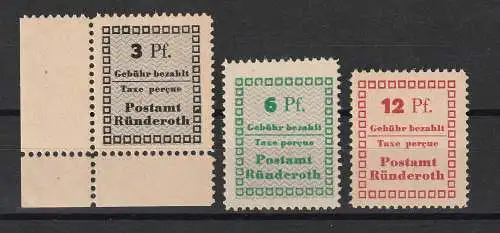 3 Pf.
Gebühr bezahlt
Taxe perçue
Postamt
Ründeroth
6 Pf.
Gebühr bezahlt
Taxe perçue
Postamt
Ründeroth
12 Pf.
Gebühr bezahlt
Taxe perçue
Postamt
Ründeroth